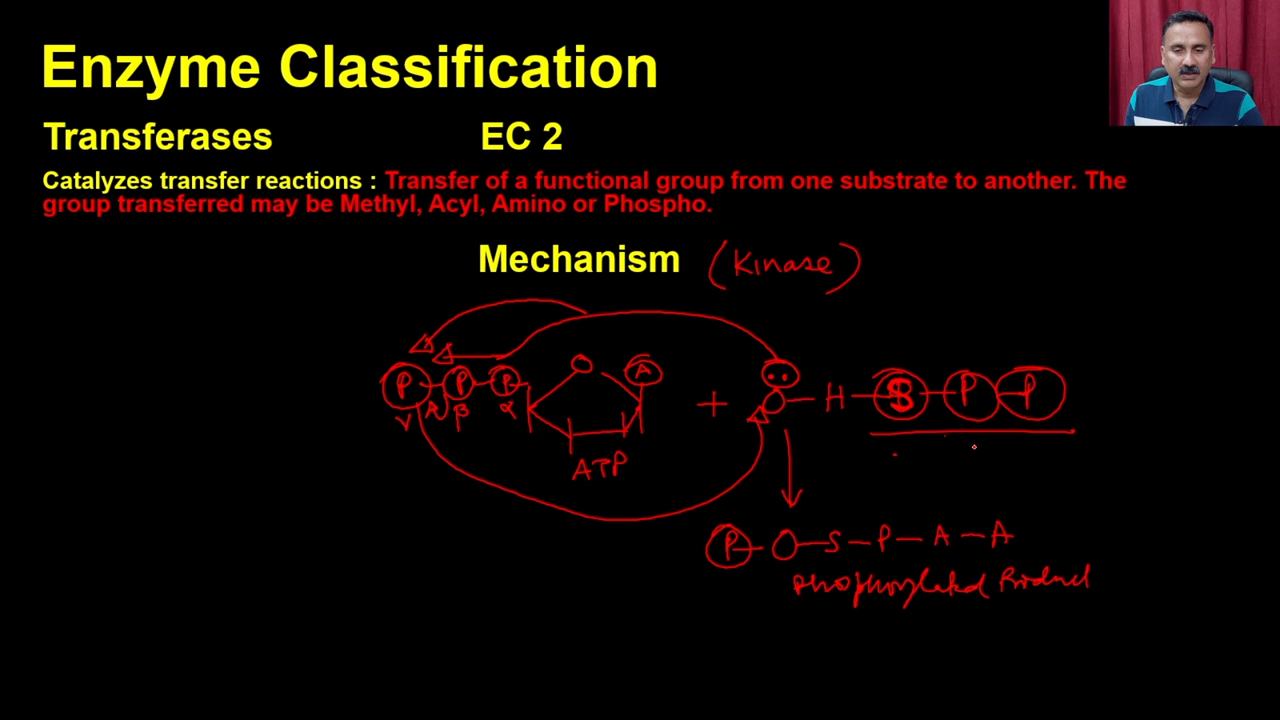 Enzyme Classification
Transferases EC 2
Catalyzes transfer reactions : Transfer of a functional group from one substrate to another. The
group transferred may be Methyl, Acyl, Amino or Phospho.
Mechanism (Kinase)
P P P O A + O H S P P
γ β α
ATP
P O S P A A
Phosphorylated Product